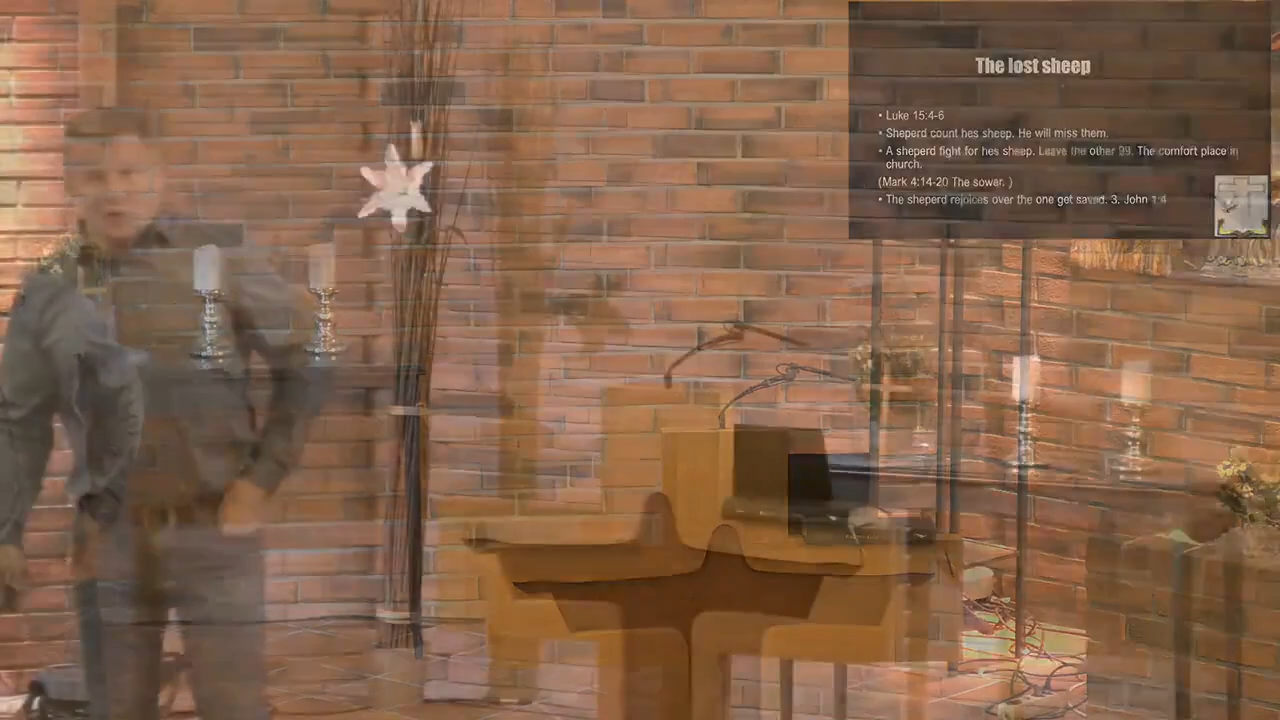 The lost sheep
• Luke 15:4-6
• Sheperd count hes sheep. He will miss them.
• A sheperd fight for hes sheep. Leave the other 99. The comfort place in
church.
(Mark 4:14-20 The sower. )
• The sheperd rejoices over the one get saved. 3. John 1:4